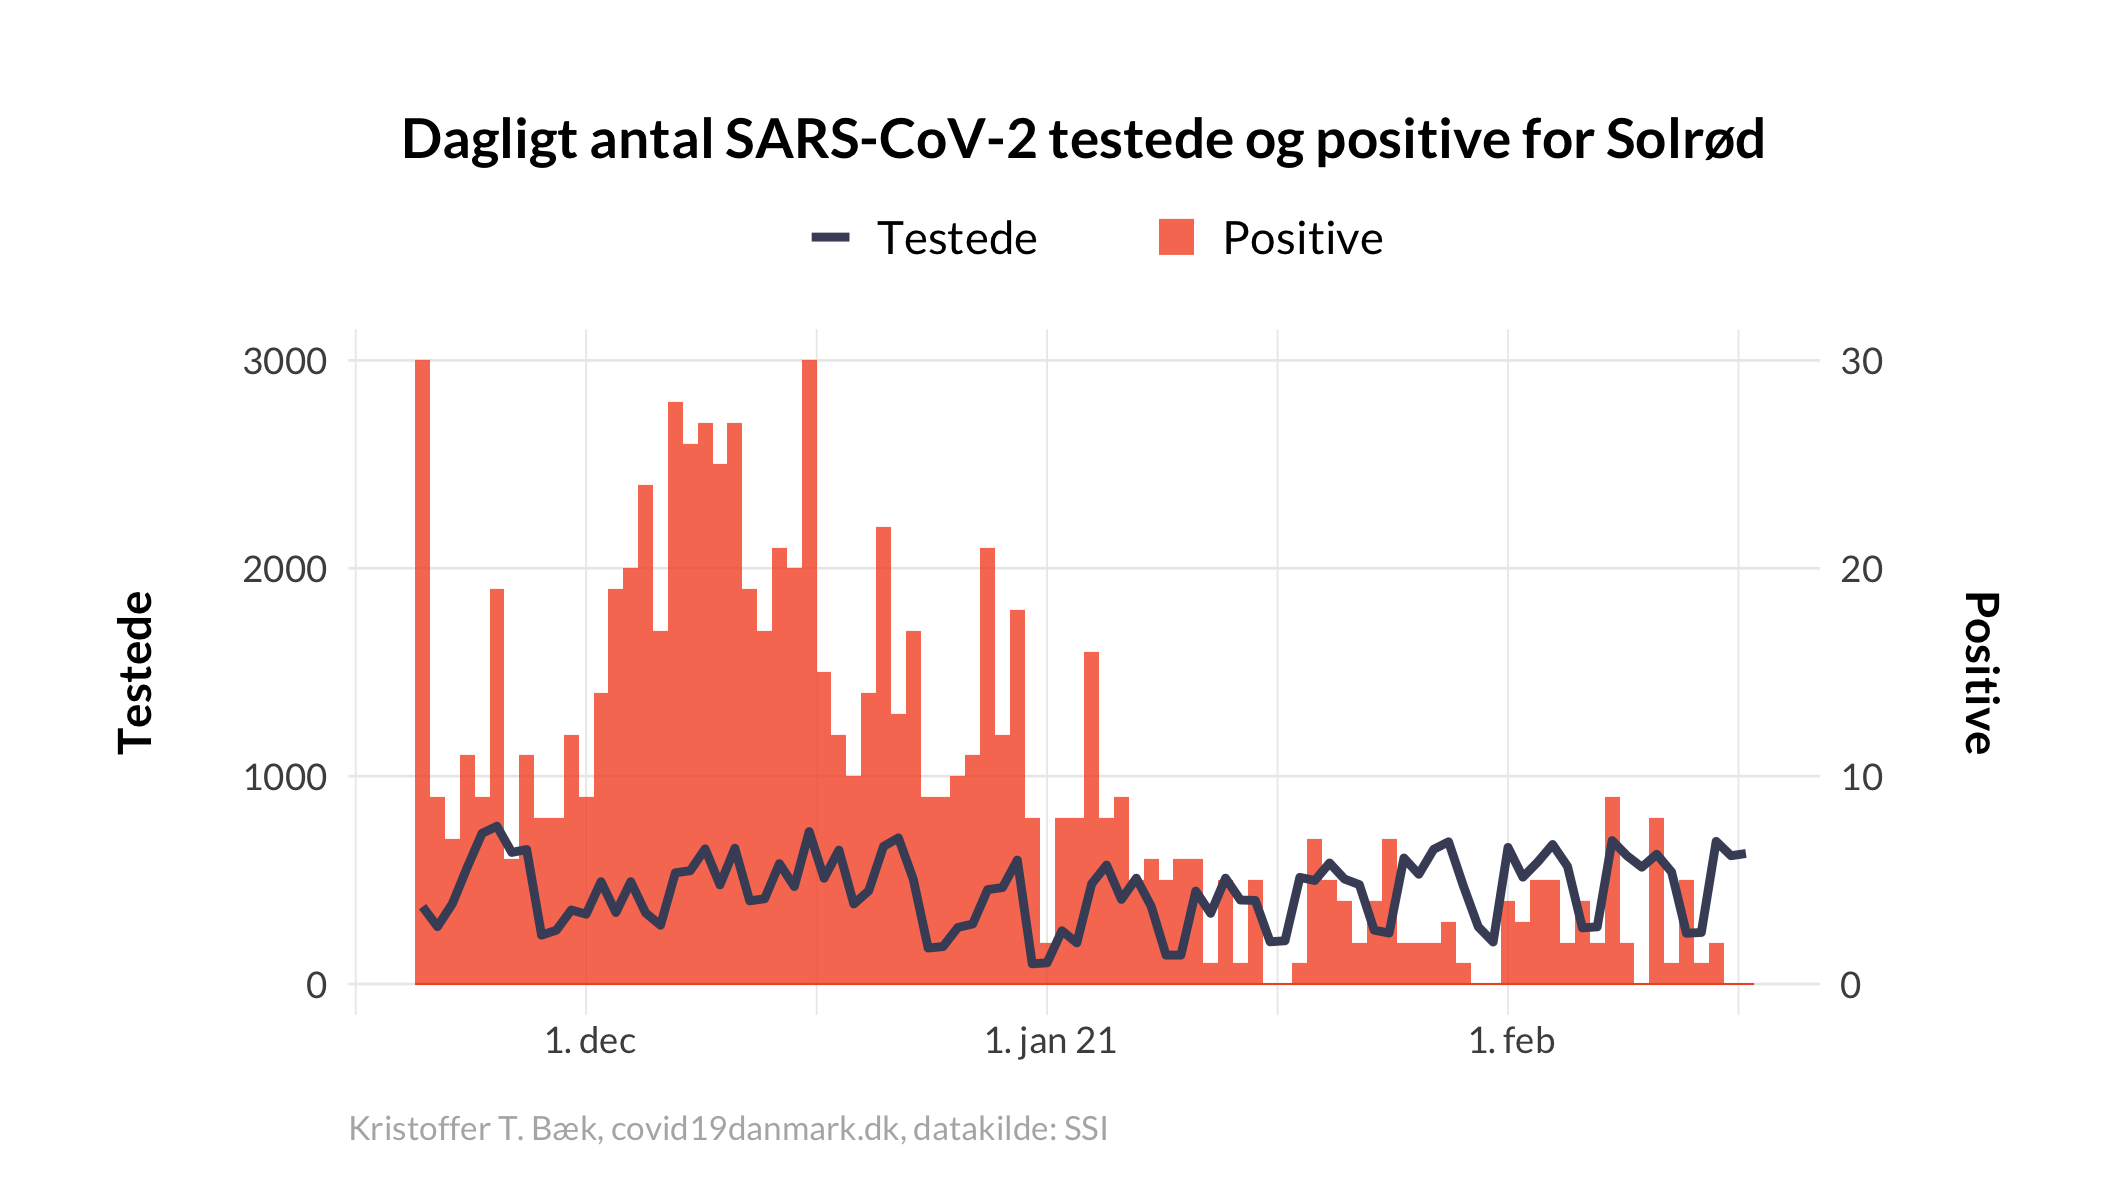 Dagligt antal SARS-CoV-2 testede og positive for Solrød
Testede
Positive
3000
2000
1000
0
Testede
30
20
10
0
Positive
1. dec
1. jan 21
1. feb
Kristoffer T. Bæk, covid19danmark.dk, datakilde: SSI